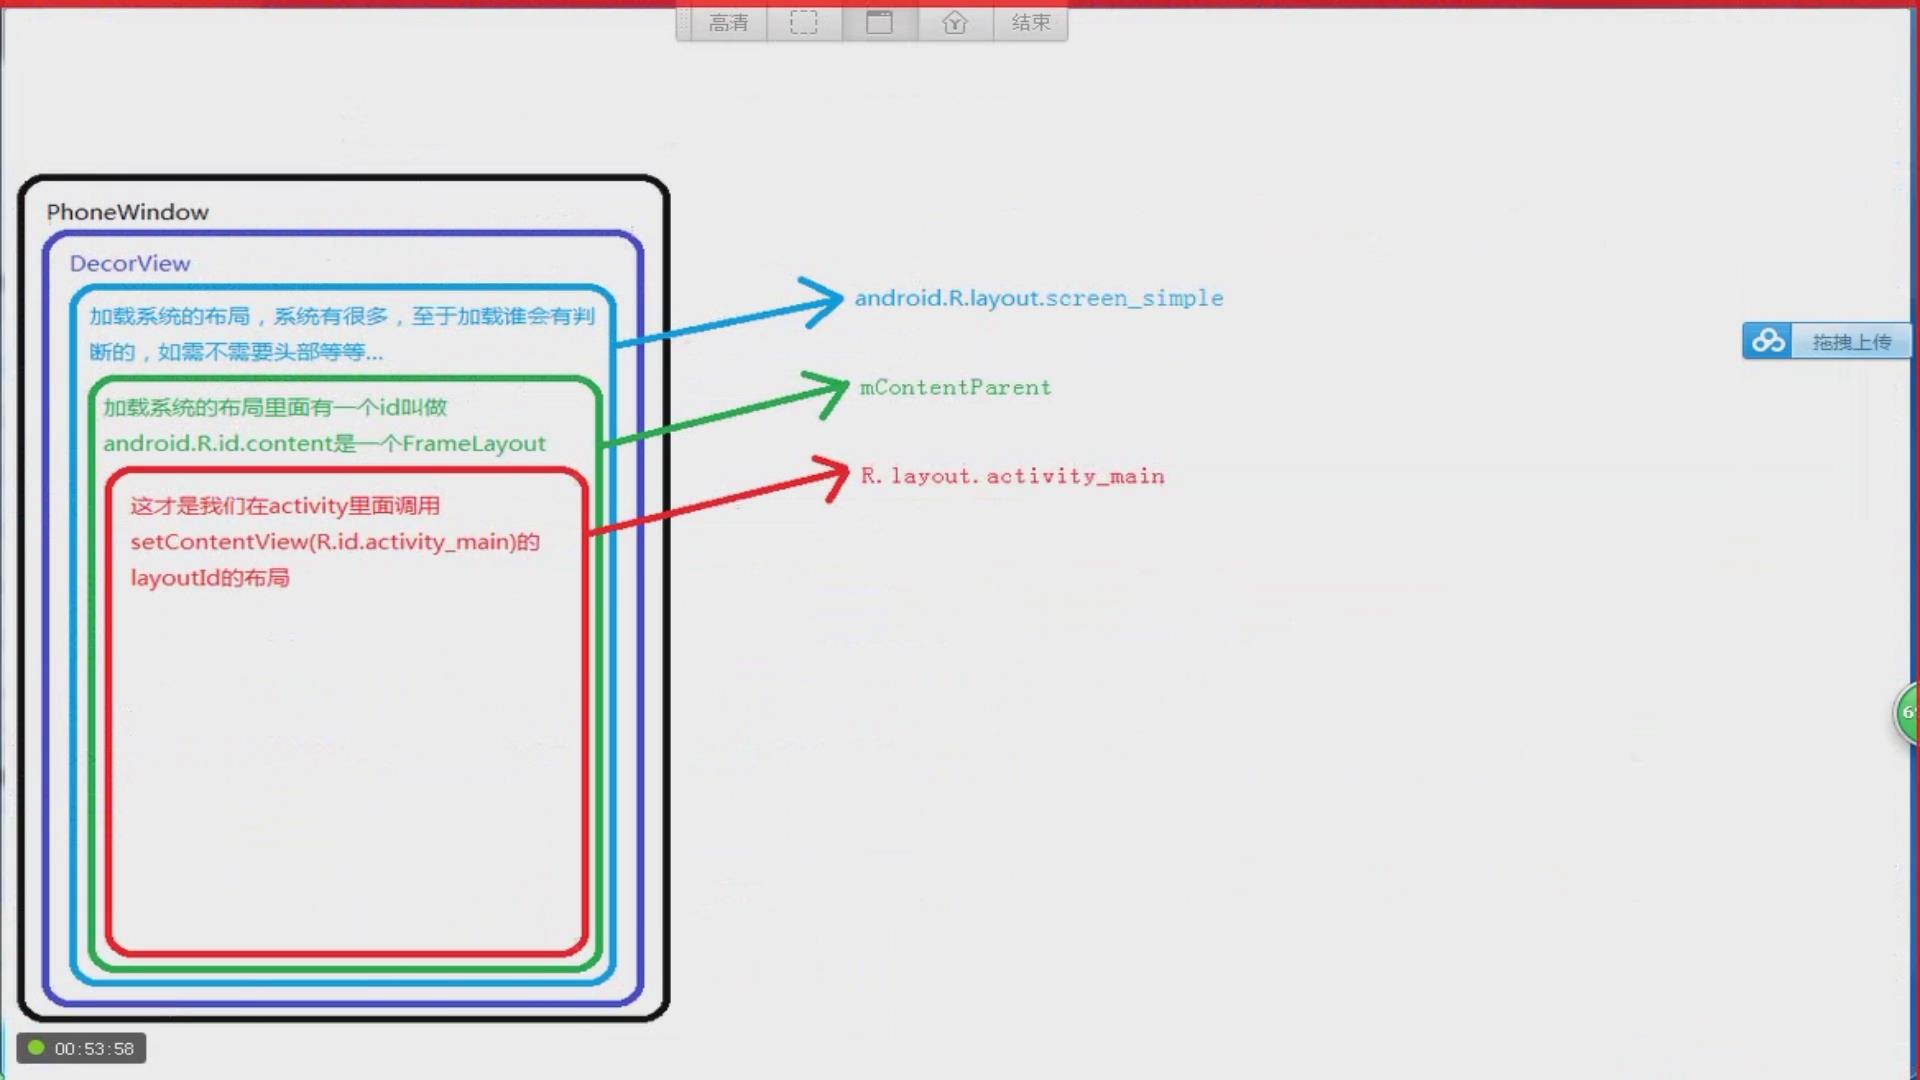 高清
结束
PhoneWindow
DecorView
加载系统的布局，系统有很多，至于加载谁会有判
断的，如需不需要头部等等...
android.R.layout.screen_simple
拖拽上传
加载系统的布局里面有一个id叫做
android.R.id.content是一个FrameLayout
mContentParent
这才是我们在activity里面调用
setContentView(R.id.activity_main)的
layoutId的布局
R.layout.activity_main
00:53:58